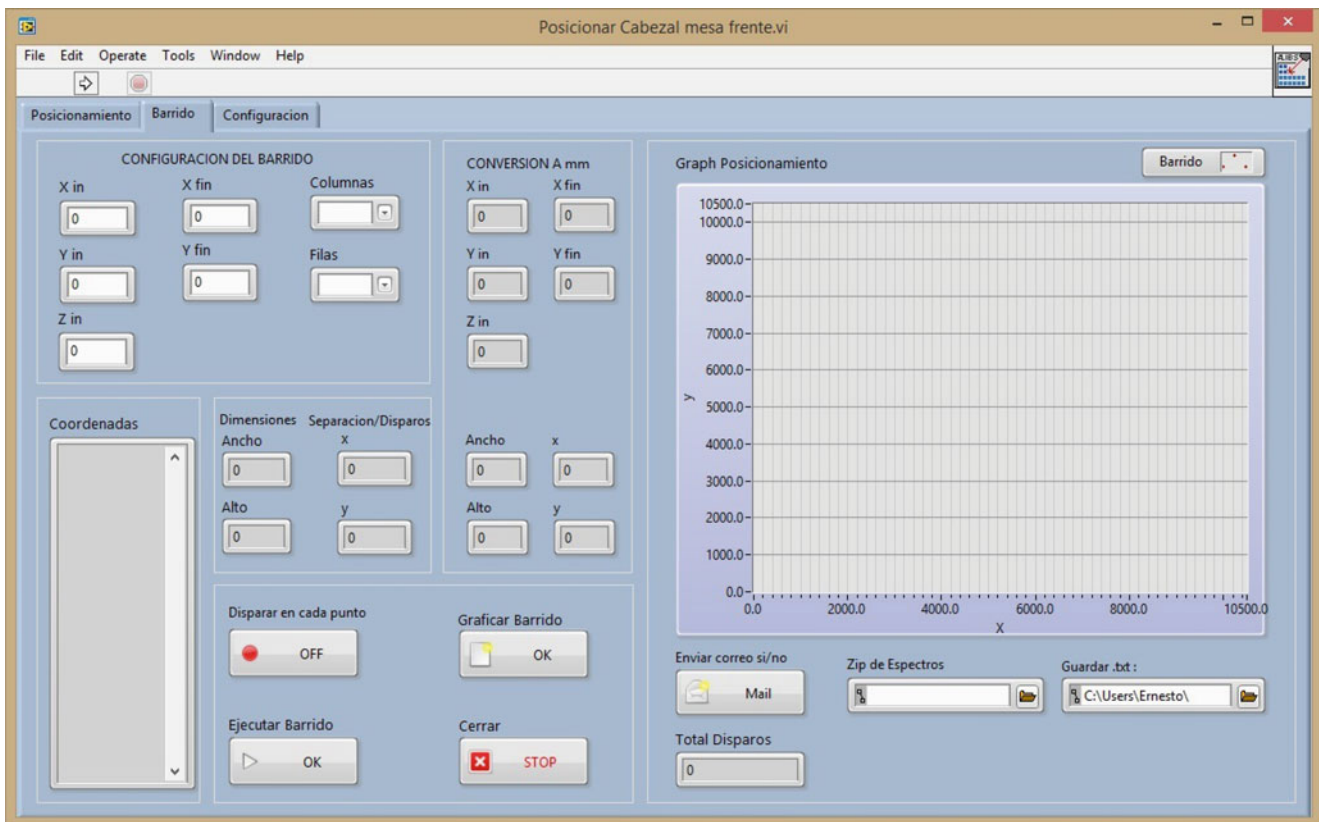 Posicionar Cabezal mesa frente.vi
File Edit Operate Tools Window Help
Posicionamiento Barrido Configuracion
CONFIGURACION DEL BARRIDO
X in X fin Columnas
0 0
Y in Y fin Filas
0 0
Z in
0
CONVERSION A mm
X in X fin
0 0
Y in Y fin
0 0
Z in
0
Ancho x
0 0
Alto y
0 0
Coordenadas
Dimensiones Separacion/Disparos
Ancho x
0 0
Alto y
0 0
Disparar en cada punto
OFF
Graficar Barrido
OK
Ejecutar Barrido
OK
Cerrar
STOP
Graph Posicionamiento
Barrido
10500.0
10000.0
9000.0
8000.0
7000.0
6000.0
5000.0
4000.0
3000.0
2000.0
1000.0
0.0
y
0.0 2000.0 4000.0 6000.0 8000.0 10500.0
X
Enviar correo si/no
Mail
Zip de Espectros
Guardar .txt :
C:\Users\Ernesto\
Total Disparos
0